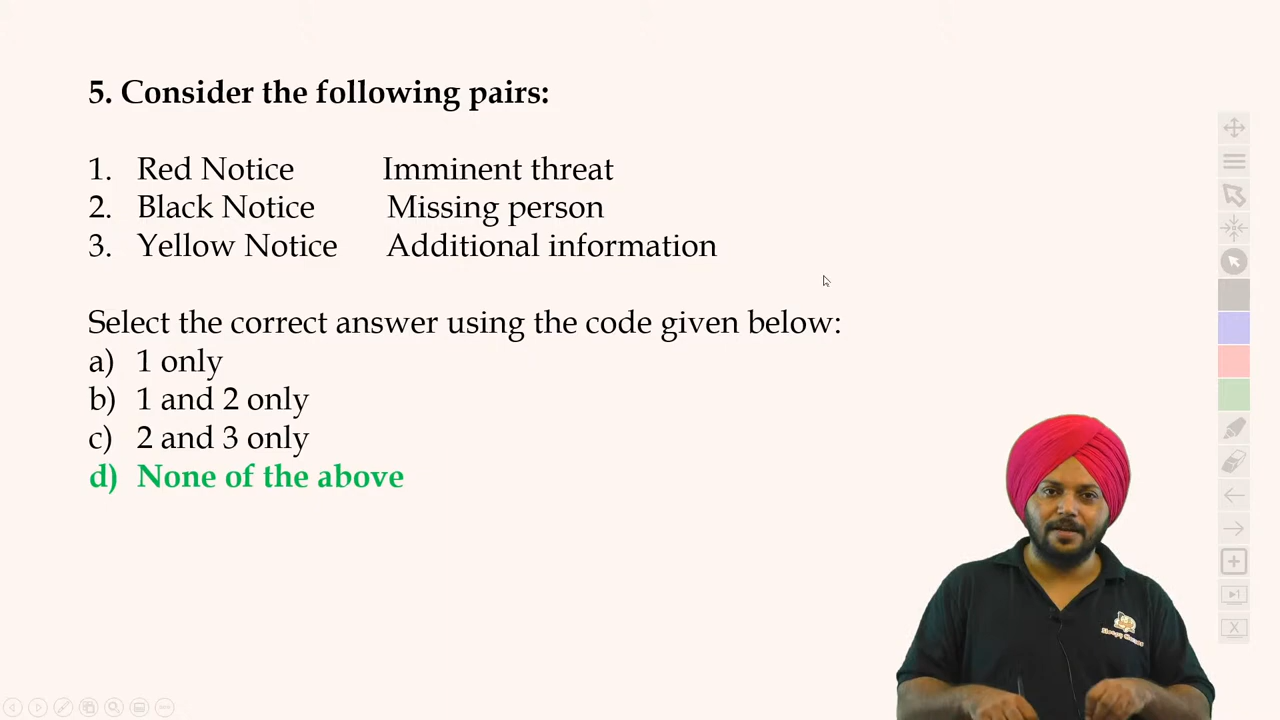 5. Consider the following pairs:
1. Red Notice Imminent threat
2. Black Notice Missing person
3. Yellow Notice Additional information
Select the correct answer using the code given below:
a) 1 only
b) 1 and 2 only
c) 2 and 3 only
d) None of the above